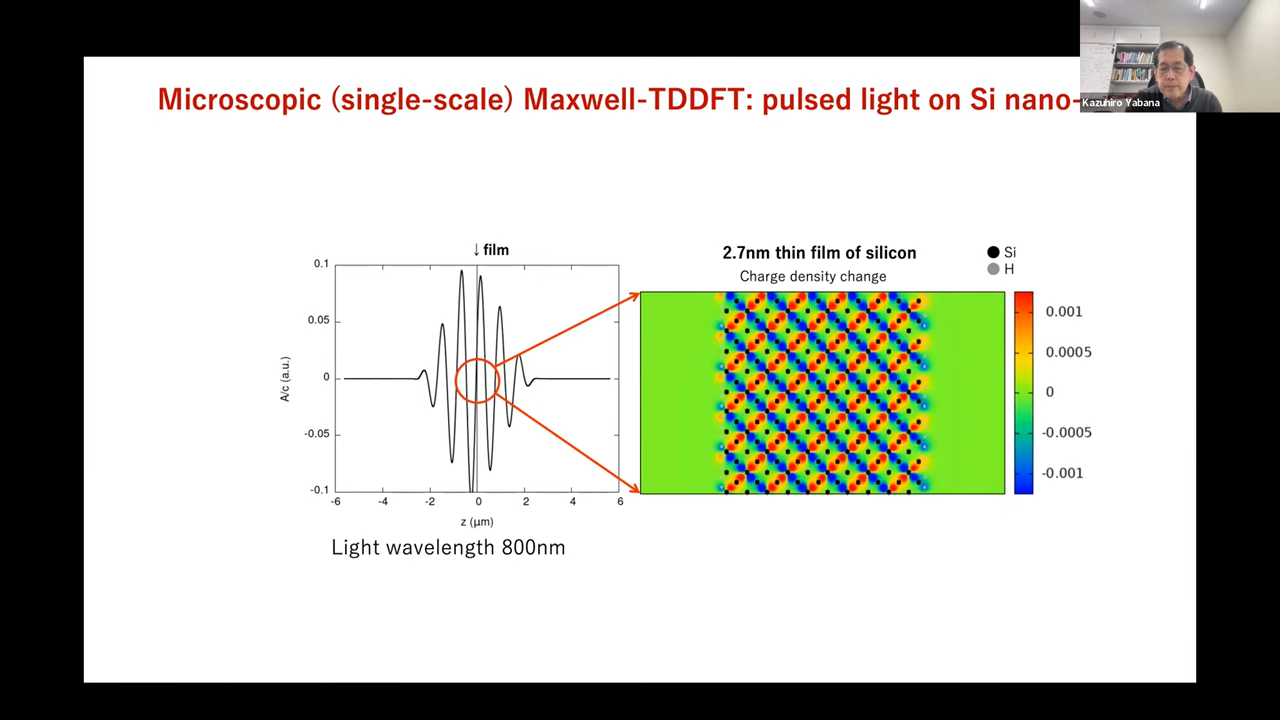 Microscopic (single-scale) Maxwell-TDDFT: pulsed light on Si nano-
Kazuhiro Yabana
↓ film
2.7nm thin film of silicon
Charge density change
Si
H
0.1
0.05
0
-0.05
-0.1
A/c (a.u.)
-6 -4 -2 0 2 4 6
z (μm)
Light wavelength 800nm
0.001
0.0005
0
-0.0005
-0.001